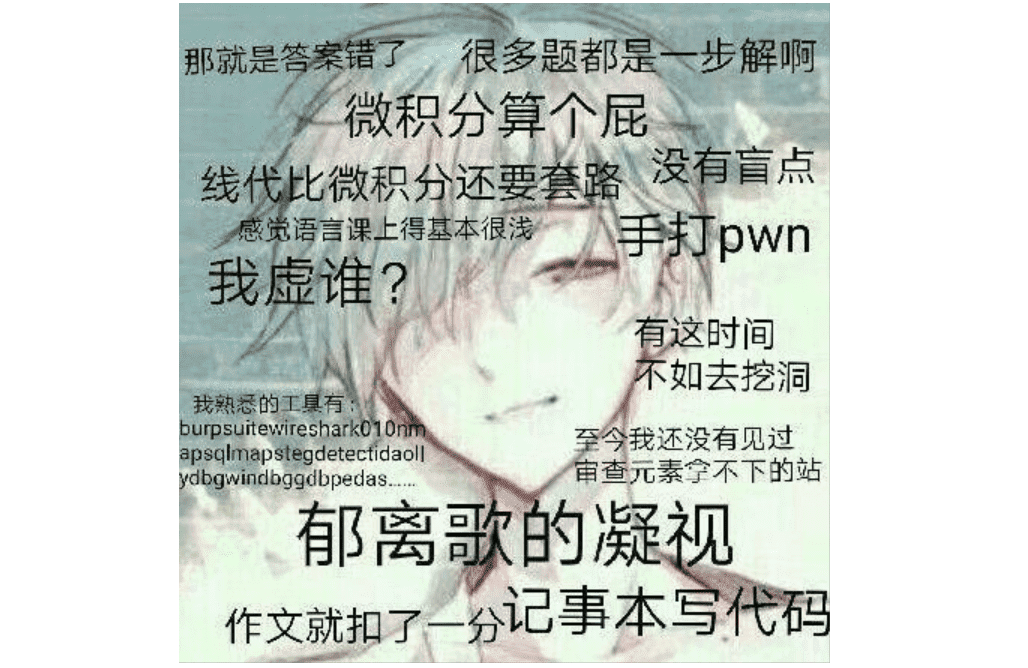 那就是答案错了
很多题都是一步解啊
微积分算个屁
没有盲点
线代比微积分还要套路
感觉语言课上得基本很浅
手打pwn
我虚谁？
有这时间
不如去挖洞
我熟悉的工具有：
burpsuitewireshark010nm
apsqlmapstegdetectidaoll
ydbgwindbggdbpedas……
至今我还没有见过
审查元素拿不下的站
郁离歌的凝视
记事本写代码
作文就扣了一分